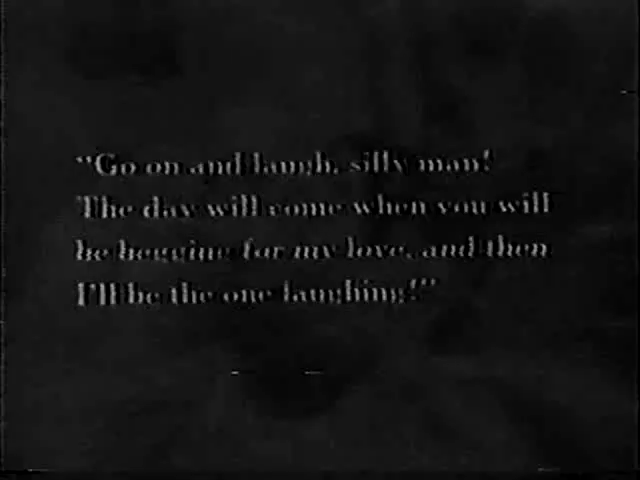 “Go on and laugh, silly man!
The day will come when you will
be begging for my love, and then
I'll be the one laughing!”